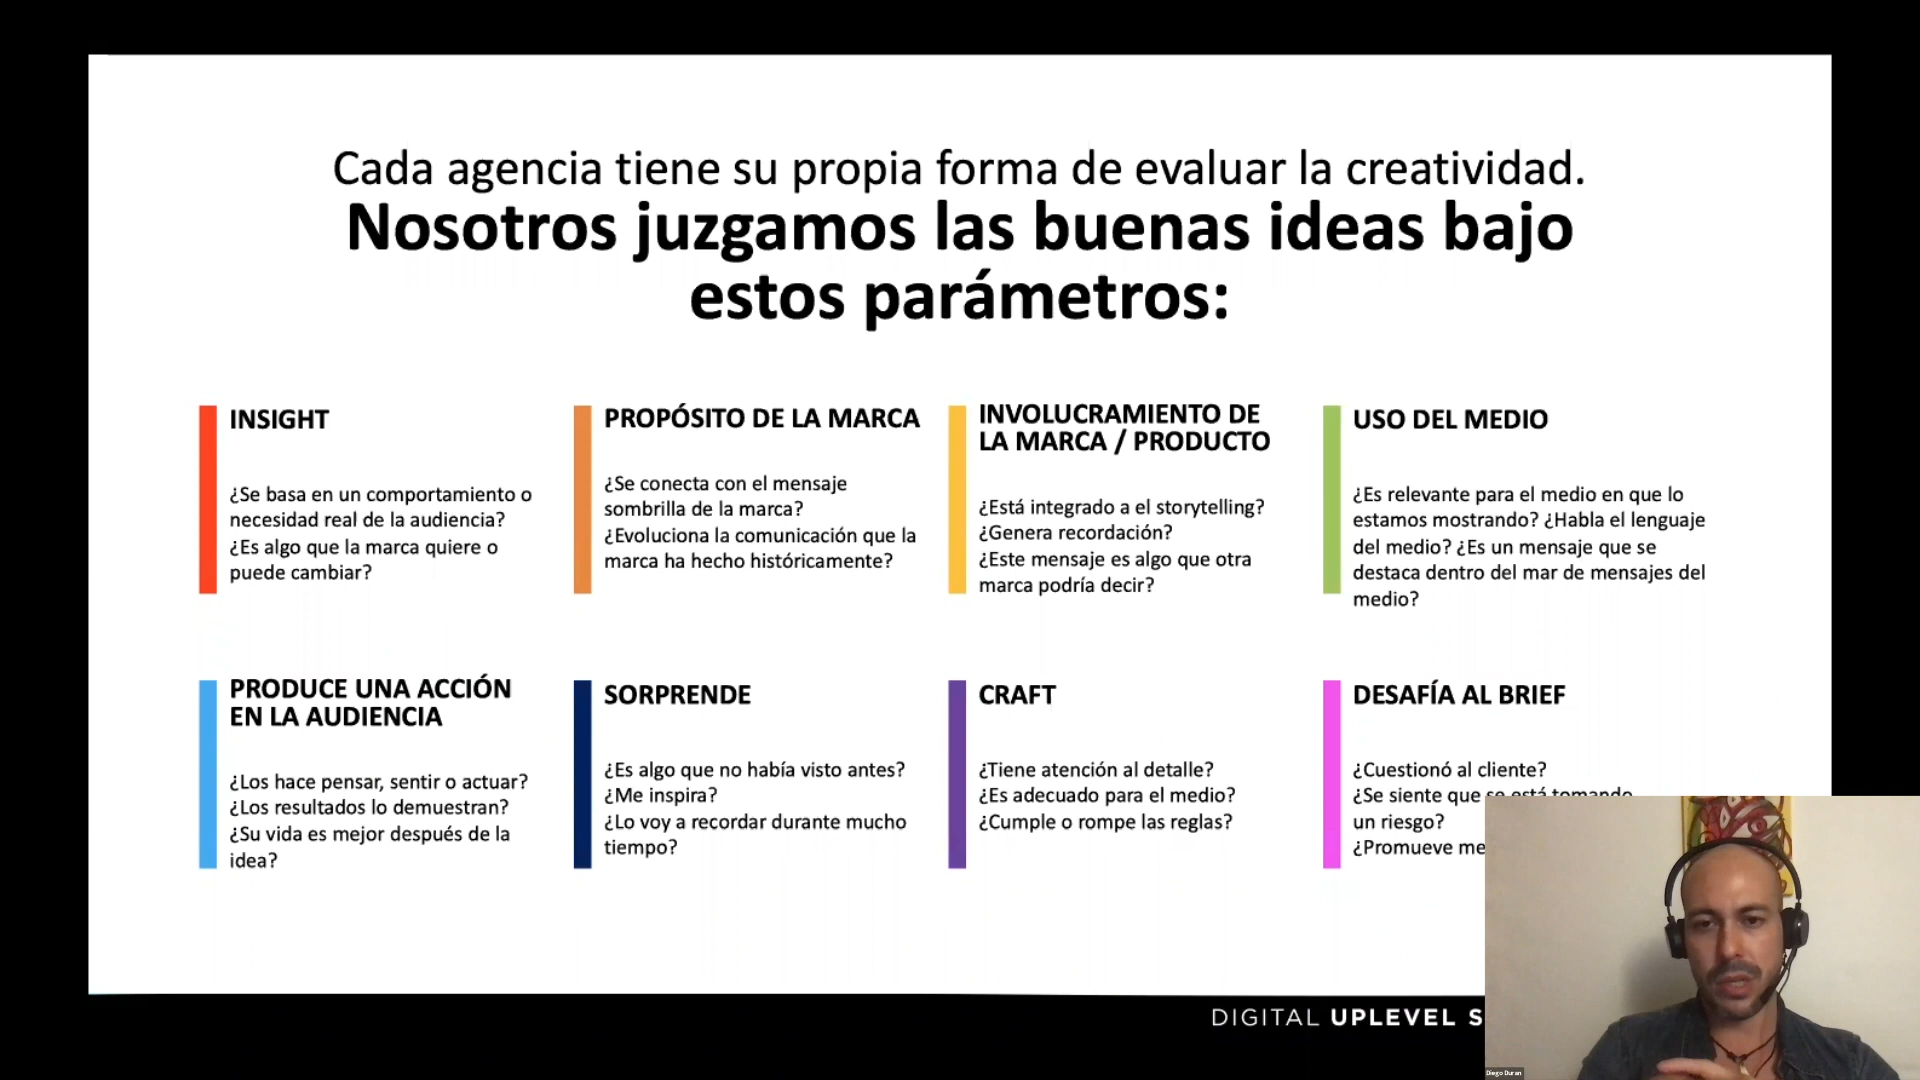 Cada agencia tiene su propia forma de evaluar la creatividad.
Nosotros juzgamos las buenas ideas bajo
estos parámetros:
INSIGHT
¿Se basa en un comportamiento o
necesidad real de la audiencia?
¿Es algo que la marca quiere o
puede cambiar?
PROPÓSITO DE LA MARCA
¿Se conecta con el mensaje
sombrilla de la marca?
¿Evoluciona la comunicación que la
marca ha hecho históricamente?
INVOLUCRAMIENTO DE
LA MARCA / PRODUCTO
¿Está integrado a el storytelling?
¿Genera recordación?
¿Este mensaje es algo que otra
marca podría decir?
USO DEL MEDIO
¿Es relevante para el medio en que lo
estamos mostrando? ¿Habla el lenguaje
del medio? ¿Es un mensaje que se
destaca dentro del mar de mensajes del
medio?
PRODUCE UNA ACCIÓN
EN LA AUDIENCIA
¿Los hace pensar, sentir o actuar?
¿Los resultados lo demuestran?
¿Su vida es mejor después de la
idea?
SORPRENDE
¿Es algo que no había visto antes?
¿Me inspira?
¿Lo voy a recordar durante mucho
tiempo?
CRAFT
¿Tiene atención al detalle?
¿Es adecuado para el medio?
¿Cumple o rompe las reglas?
DESAFÍA AL BRIEF
¿Cuestionó al cliente?
¿Se siente que se está tomando
un riesgo?
¿Promueve me
DIGITAL UPLEVEL S
Diego Duran